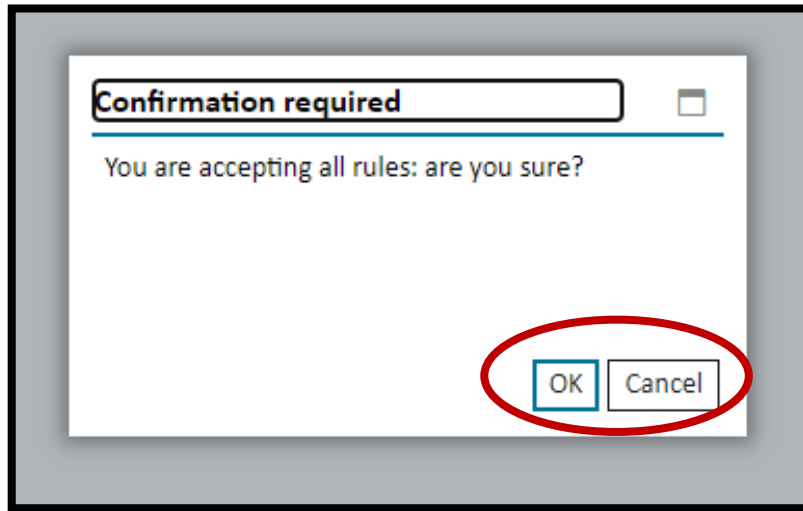 Confirmation required
You are accepting all rules: are you sure?
OK Cancel